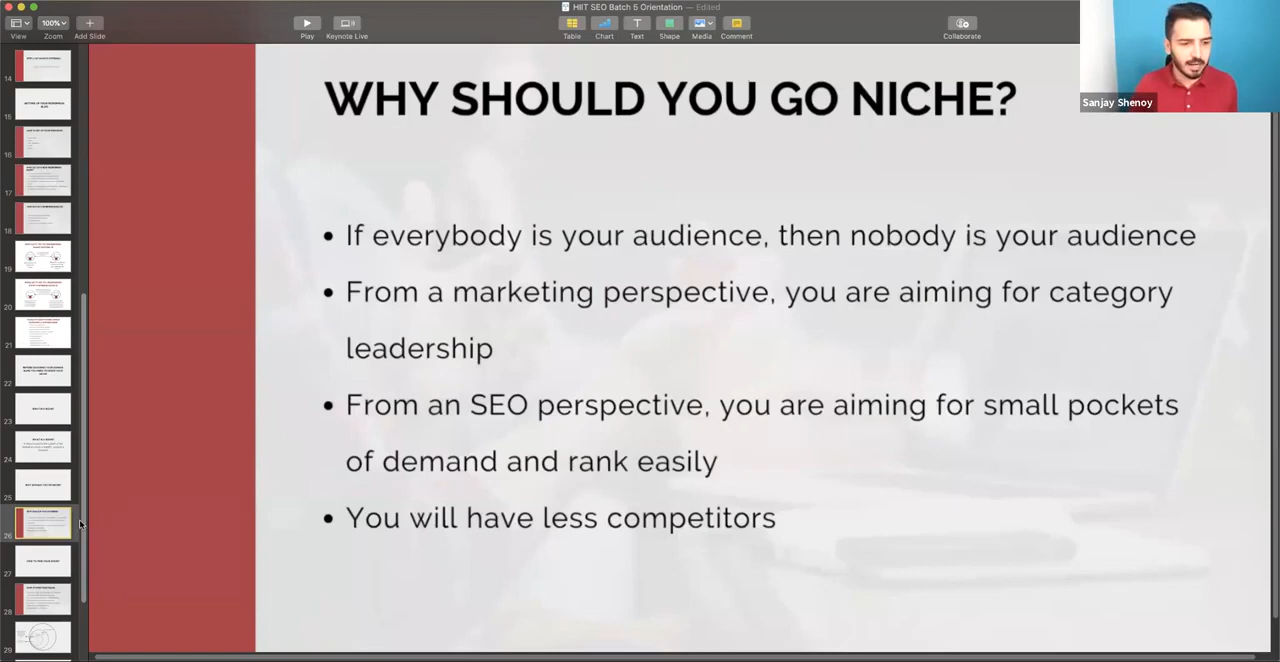 HIIT SEO Batch 6 Orientation — Edited
100%
View Zoom Add Slide Play Keynote Live Table Chart Text Shape Media Comment Collaborate
Sanjay Shenoy
WHY SHOULD YOU GO NICHE?
• If everybody is your audience, then nobody is your audience
• From a marketing perspective, you are aiming for category
leadership
• From an SEO perspective, you are aiming for small pockets
of demand and rank easily
• You will have less competitors
14
15
16
17
18
19
20
21
22
23
24
25
26
27
28
29